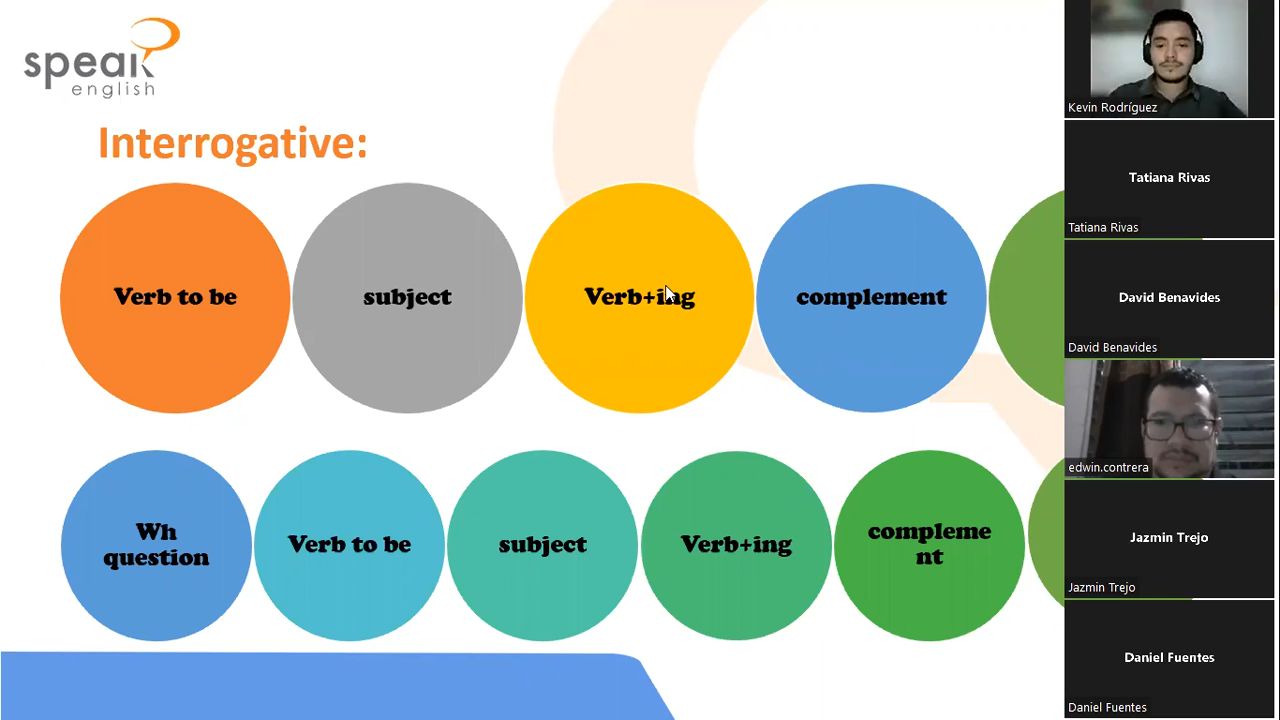 speak
english
Interrogative:
Verb to be
subject
Verb+ing
complement
Wh
question
Verb to be
subject
Verb+ing
compleme
nt
Kevin Rodríguez
Tatiana Rivas
Tatiana Rivas
David Benavides
David Benavides
edwin.contrera
Jazmin Trejo
Jazmin Trejo
Daniel Fuentes
Daniel Fuentes